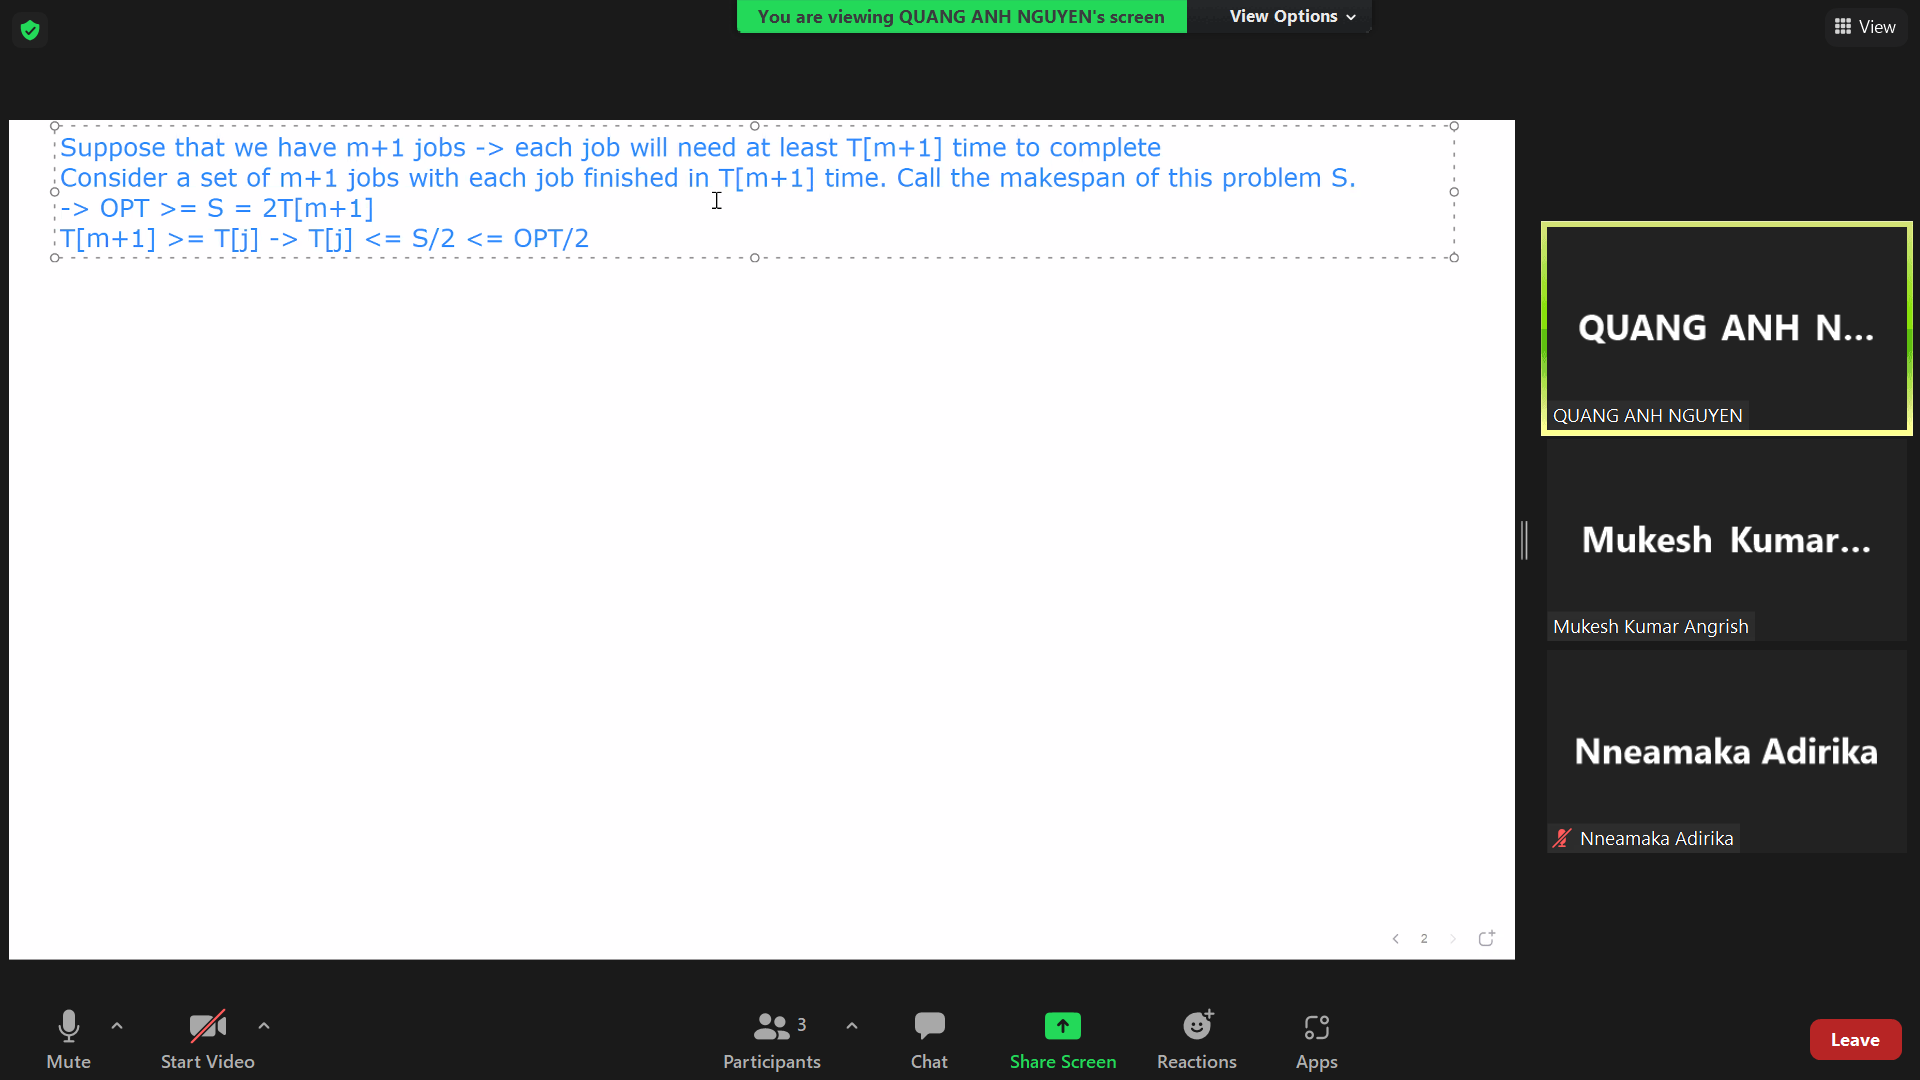 You are viewing QUANG ANH NGUYEN's screen
View Options
View
Suppose that we have m+1 jobs -> each job will need at least T[m+1] time to complete
Consider a set of m+1 jobs with each job finished in T[m+1] time. Call the makespan of this problem S.
-> OPT >= S = 2T[m+1]
T[m+1] >= T[j] -> T[j] <= S/2 <= OPT/2
QUANG ANH N...
QUANG ANH NGUYEN
Mukesh Kumar...
Mukesh Kumar Angrish
Nneamaka Adirika
Nneamaka Adirika
2
Mute
Start Video
3
Participants
Chat
Share Screen
Reactions
Apps
Leave